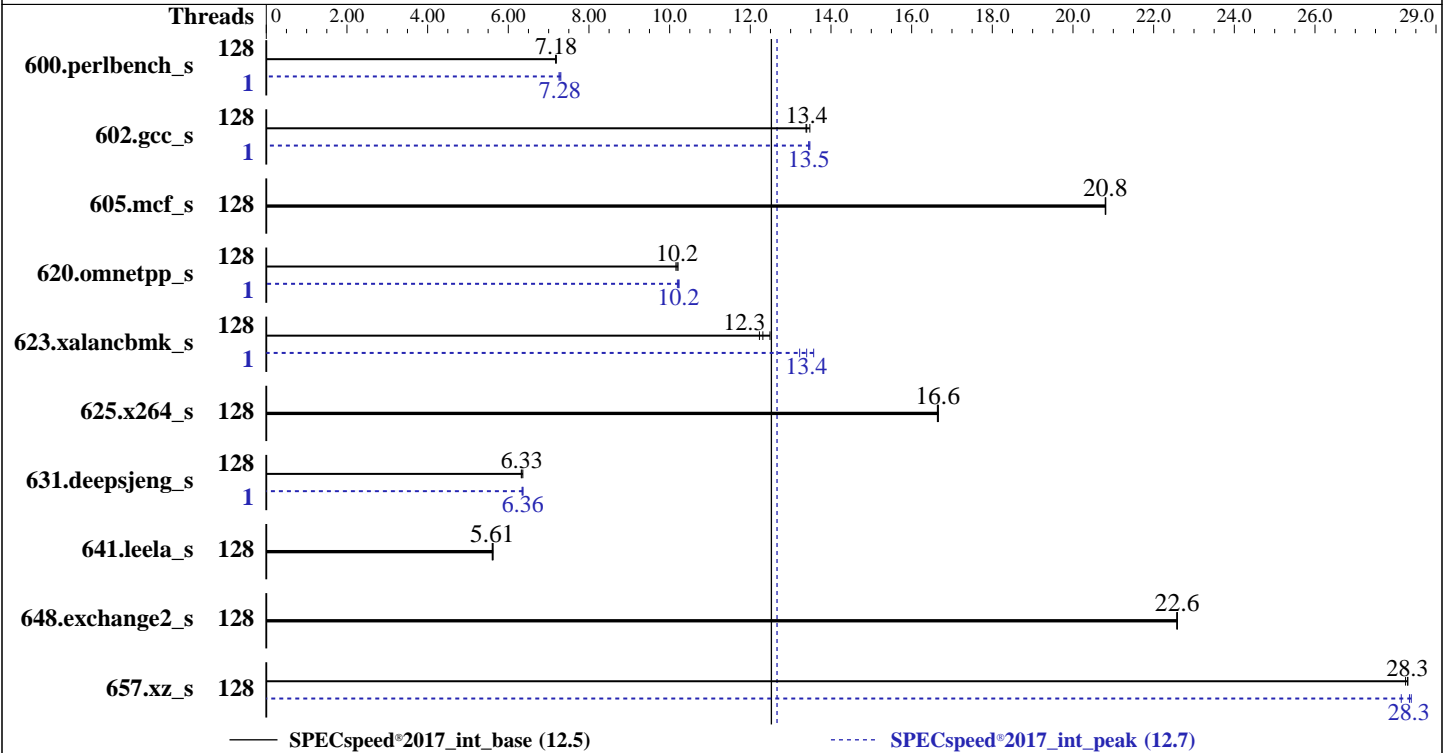 Threads 0 2.00 4.00 6.00 8.00 10.0 12.0 14.0 16.0 18.0 20.0 22.0 24.0 26.0 29.0
600.perlbench_s 128 7.18
1 7.28
602.gcc_s 128 13.4
1 13.5
605.mcf_s 128 20.8
620.omnetpp_s 128 10.2
1 10.2
623.xalancbmk_s 128 12.3
1 13.4
625.x264_s 128 16.6
631.deepsjeng_s 128 6.33
1 6.36
641.leela_s 128 5.61
648.exchange2_s 128 22.6
657.xz_s 128 28.3
28.3
SPECspeed®2017_int_base (12.5) SPECspeed®2017_int_peak (12.7)